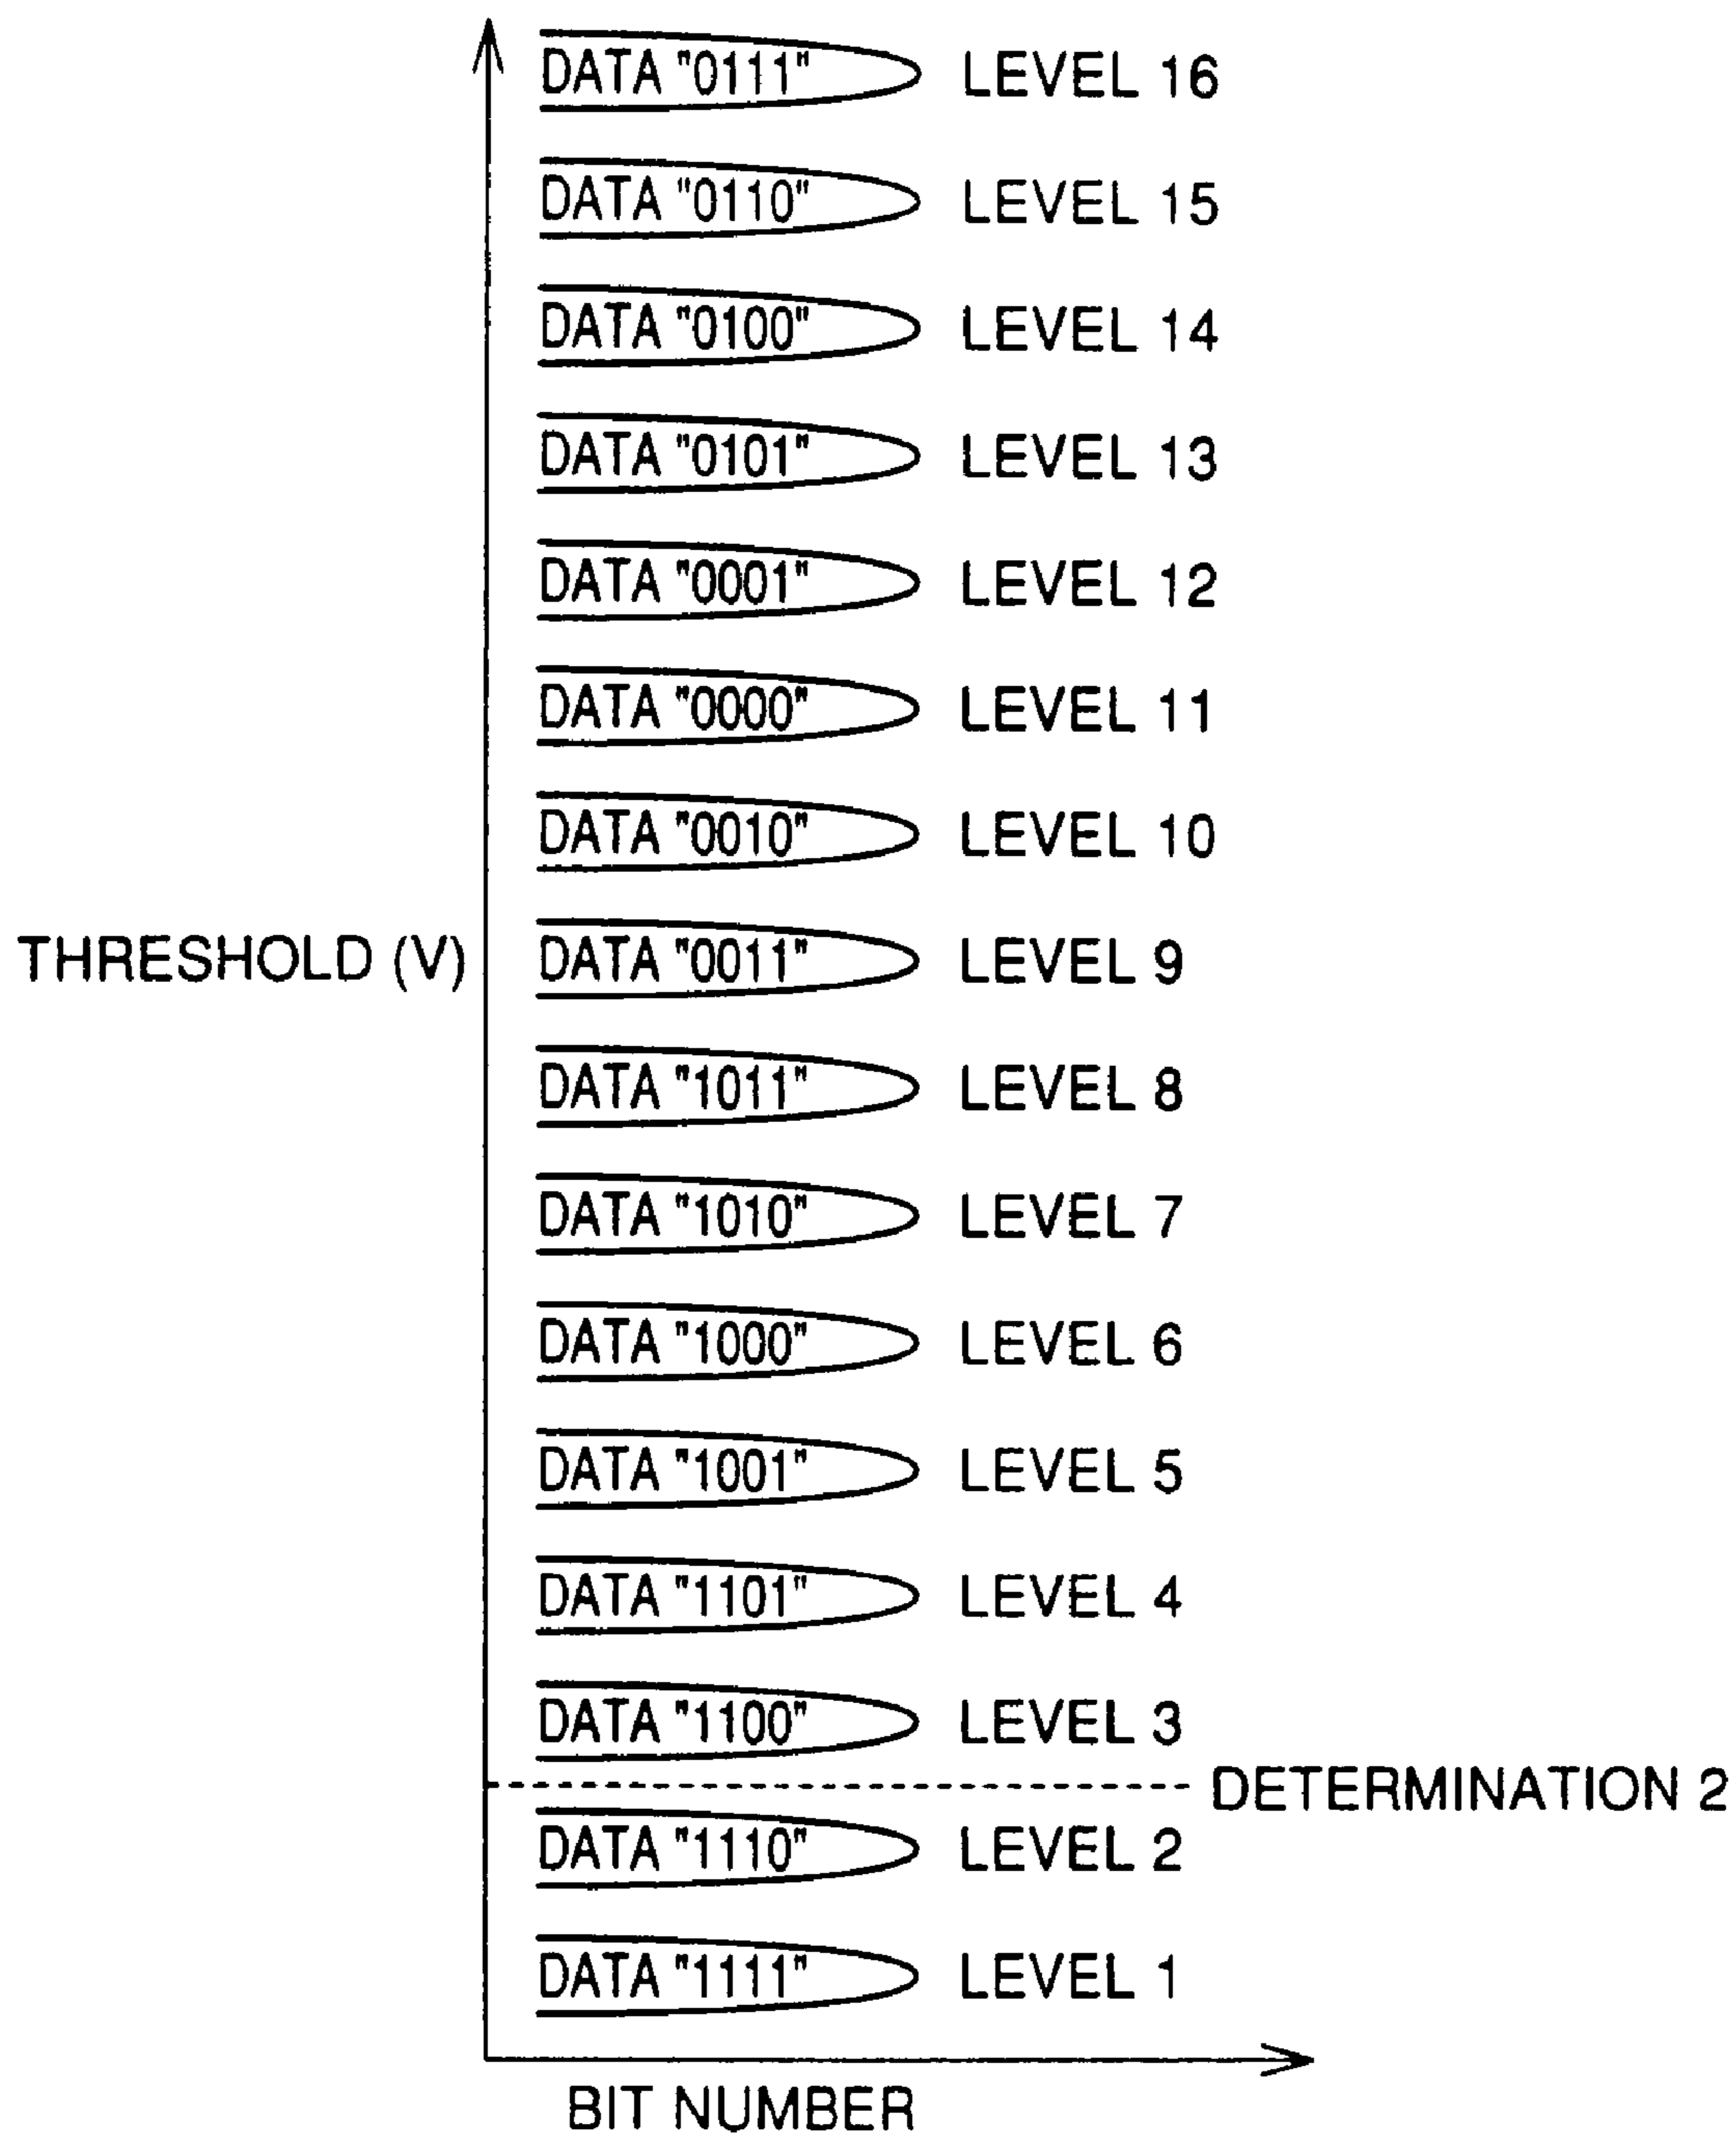 DATA "0111" LEVEL 16
DATA "0110" LEVEL 15
DATA "0100" LEVEL 14
DATA "0101" LEVEL 13
DATA "0001" LEVEL 12
DATA "0000" LEVEL 11
DATA "0010" LEVEL 10
THRESHOLD (V) DATA "0011" LEVEL 9
DATA "1011" LEVEL 8
DATA "1010" LEVEL 7
DATA "1000" LEVEL 6
DATA "1001" LEVEL 5
DATA "1101" LEVEL 4
DATA "1100" LEVEL 3
DETERMINATION 2
DATA "1110" LEVEL 2
DATA "1111" LEVEL 1
BIT NUMBER